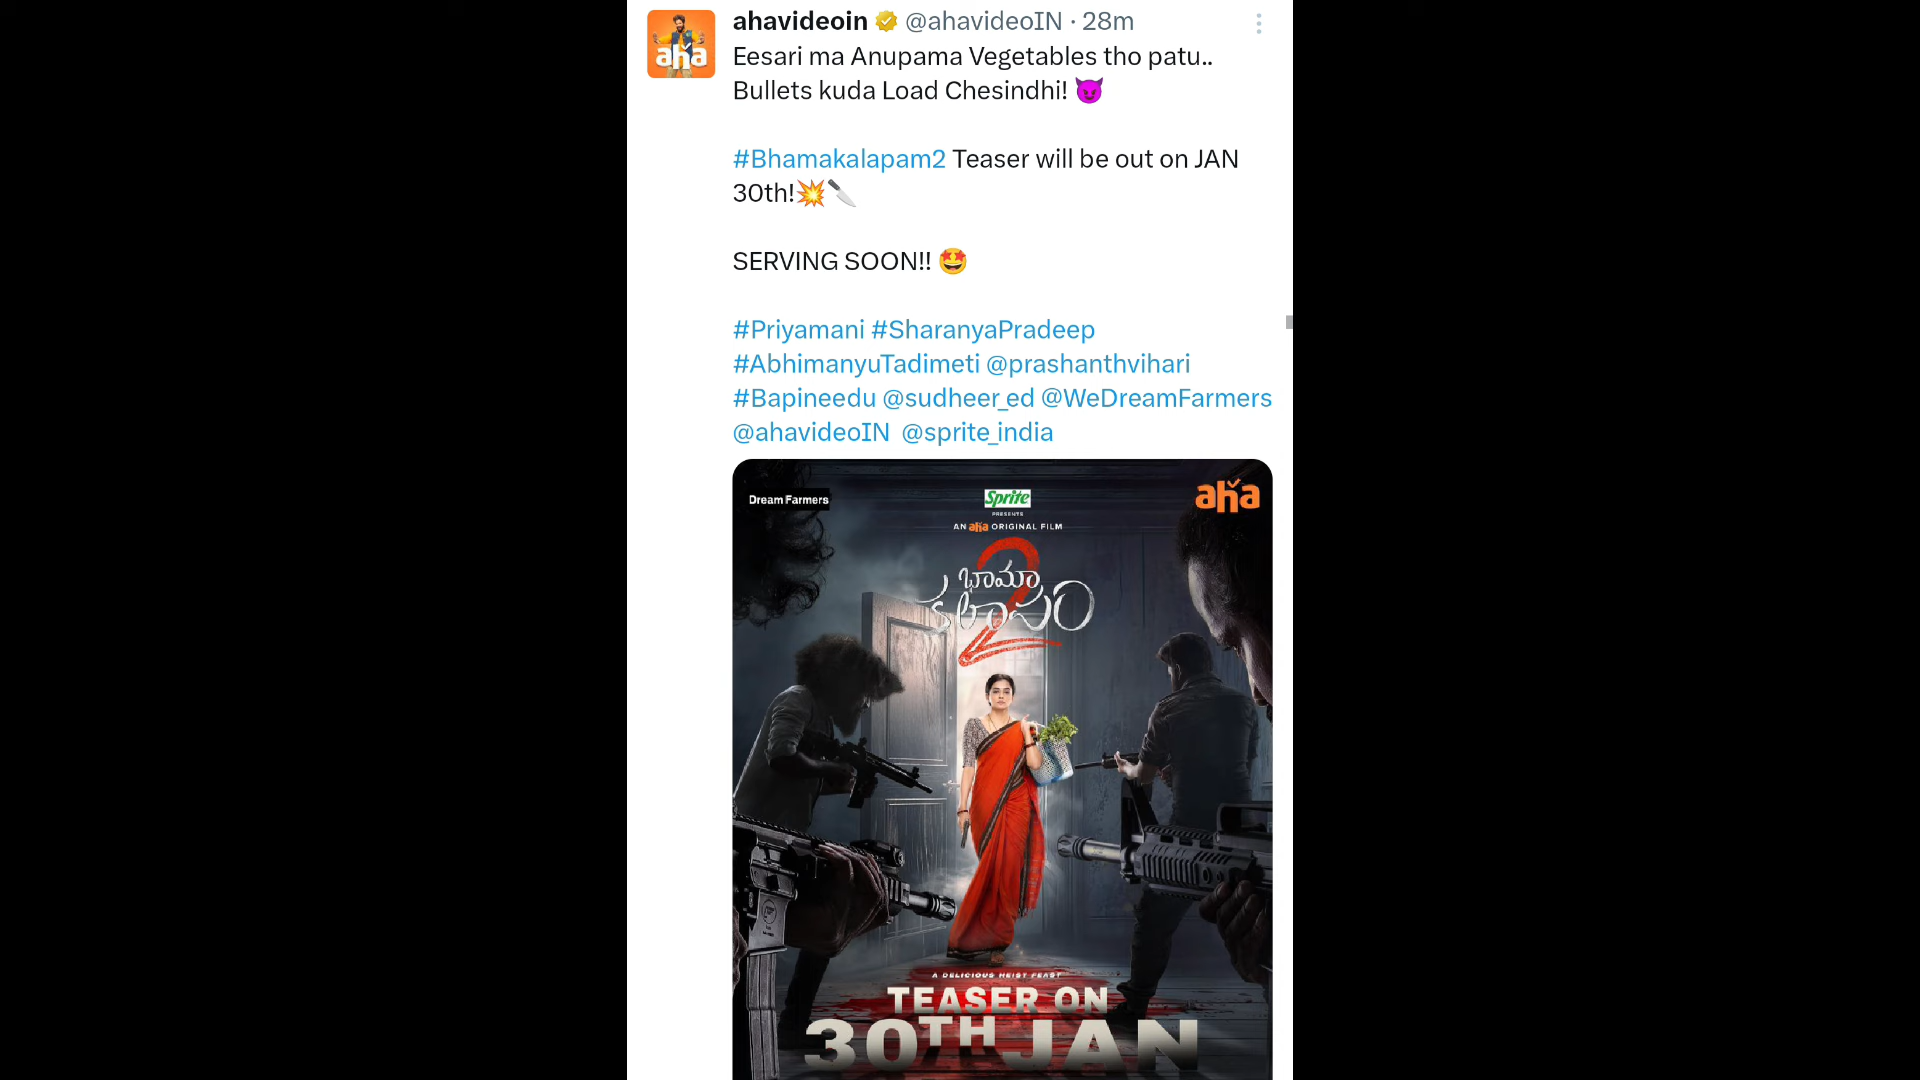 aha
ahavideoin @ahavideoIN · 28m
Eesari ma Anupama Vegetables tho patu..
Bullets kuda Load Chesindhi! 😈
#Bhamakalapam2 Teaser will be out on JAN
30th!💥🔪
SERVING SOON!! 🤩
#Priyamani #SharanyaPradeep
#AbhimanyuTadimeti @prashanthvihari
#Bapineedu @sudheer_ed @WeDreamFarmers
@ahavideoIN @sprite_india
Dream Farmers
Sprite
PRESENTS
aha
AN aha ORIGINAL FILM
భామా
కలాపం
2
A DELICIOUS HEIST FEAST
TEASER ON
30TH JAN